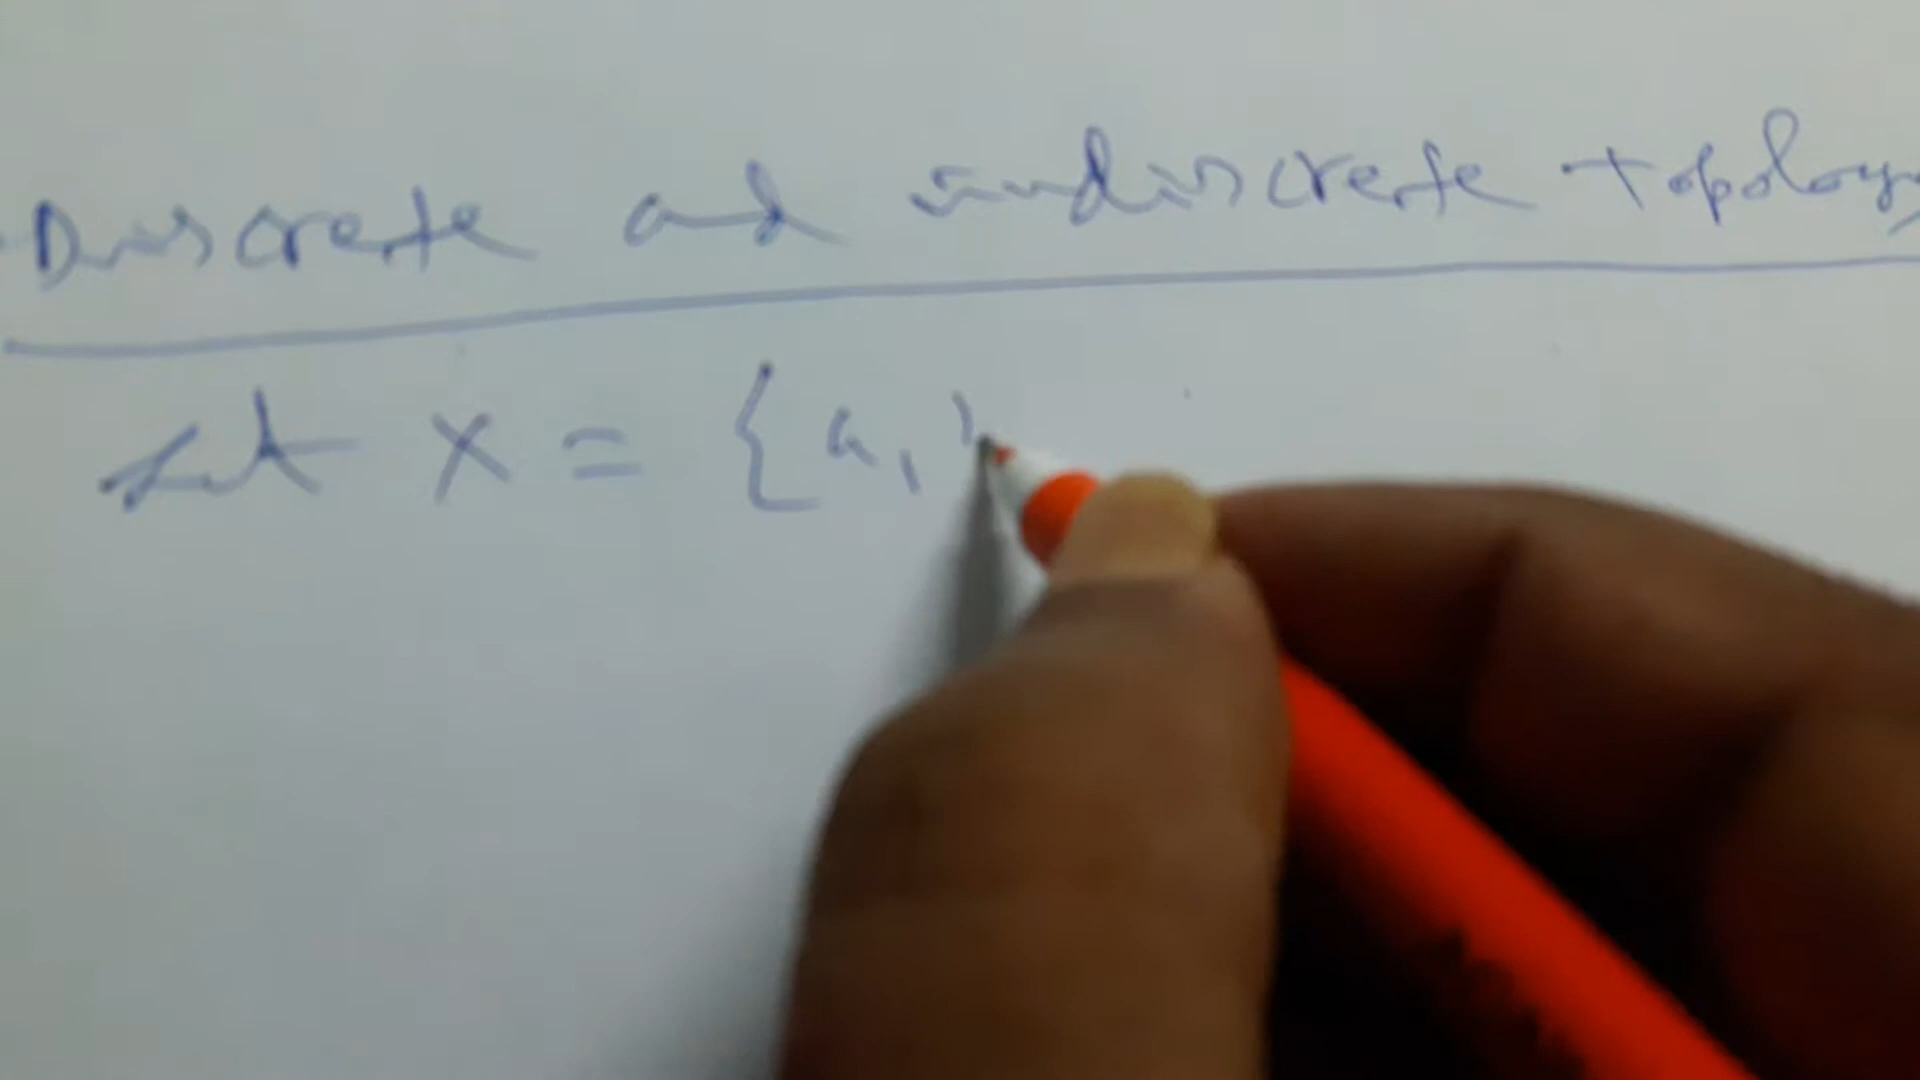 Discrete and indiscrete topology
Let X = {a,